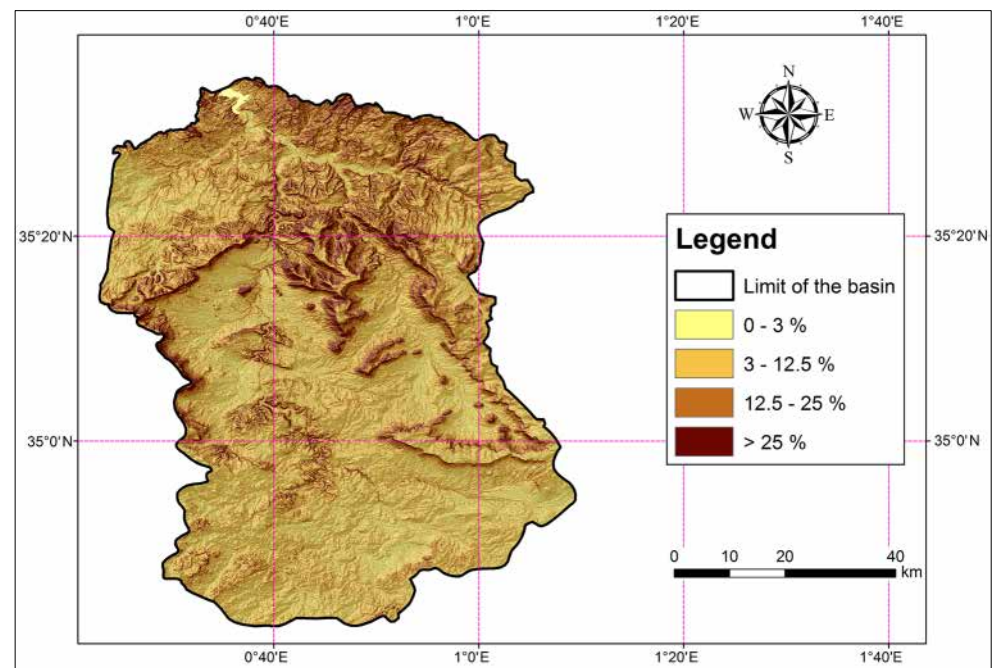 0°40'E 1°0'E 1°20'E 1°40'E
N
W E
S
35°20'N 35°20'N
Legend
Limit of the basin
0 - 3 %
3 - 12.5 %
12.5 - 25 %
> 25 %
35°0'N 35°0'N
0 10 20 40
km
0°40'E 1°0'E 1°20'E 1°40'E